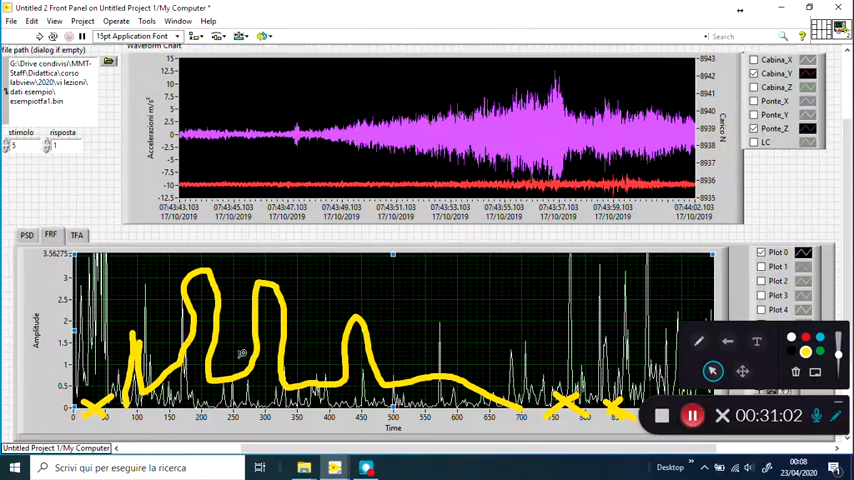 Untitled 2 Front Panel on Untitled Project 1/My Computer *
File Edit View Project Operate Tools Window Help
15pt Application Font
Search
file path (dialog if empty)
G:\Drive condivisi\MMT-
Staff\Didattica\corso
labview\2020\vi lezioni\
dati esempio\
esempiotfa1.bin
stimolo risposta
5 1
Waveform Chart
Accelerazioni m/s²
15
12.5
10
7.5
5
2.5
0
-2.5
-5
-7.5
-10
-12.5
8943
8942
8941
8940
8939
8938
8937
8936
8935
Carico N
07:43:43.103 07:43:45.103 07:43:47.103 07:43:49.103 07:43:51.103 07:43:53.103 07:43:55.103 07:43:57.103 07:43:59.103 07:44:02.103
17/10/2019 17/10/2019 17/10/2019 17/10/2019 17/10/2019 17/10/2019 17/10/2019 17/10/2019 17/10/2019 17/10/2019
Cabina_X
Cabina_Y
Cabina_Z
Ponte_X
Ponte_Y
Ponte_Z
LC
PSD FRF TFA
Amplitude
3.56275
3
2.5
2
1.5
1
0.5
0
0 50 100 150 200 250 300 350 400 450 500 550 600 650 700 750 800
Time
Plot 0
Plot 1
Plot 2
Plot 3
Plot 4
00:31:02
Untitled Project 1/My Computer
Scrivi qui per eseguire la ricerca
Desktop
00:08
23/04/2020